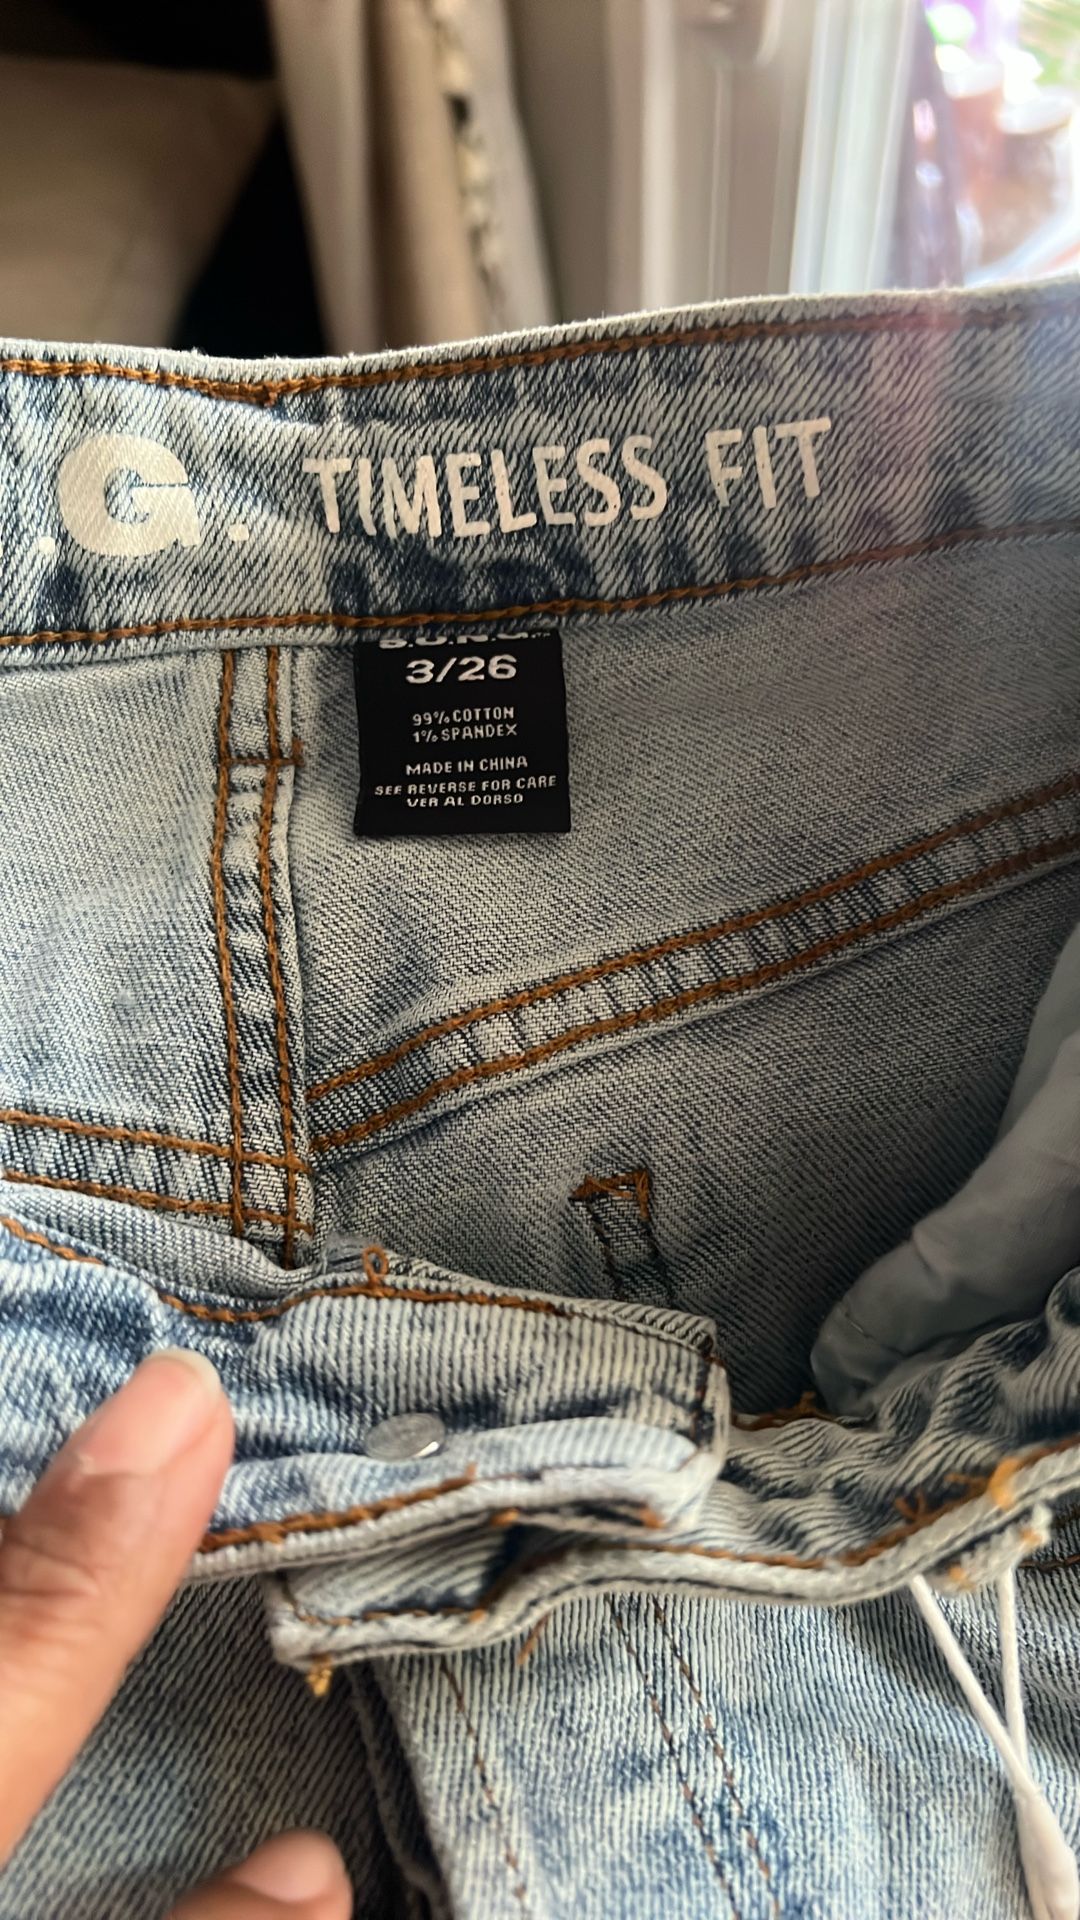 .G. TIMELESS FIT
3/26
99% COTTON
1% SPANDEX
MADE IN CHINA
SEE REVERSE FOR CARE
VER AL DORSO